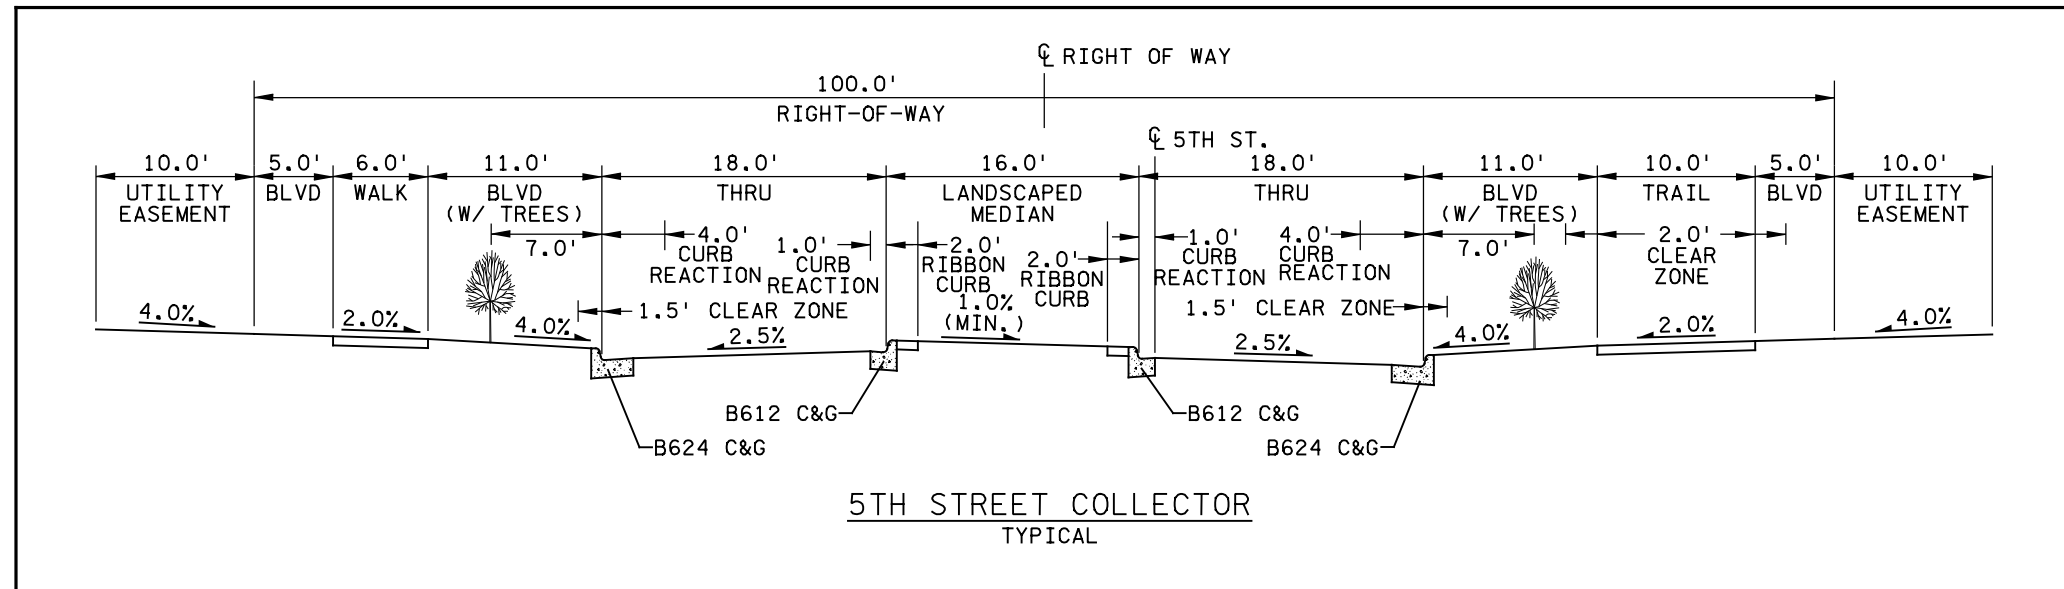 ℄ RIGHT OF WAY
100.0'
RIGHT-OF-WAY
℄ 5TH ST.
10.0' 5.0' 6.0' 11.0' 18.0' 16.0' 18.0' 11.0' 10.0' 5.0' 10.0'
UTILITY BLVD WALK BLVD THRU LANDSCAPED THRU BLVD TRAIL BLVD UTILITY
EASEMENT (W/ TREES) MEDIAN (W/ TREES) EASEMENT
7.0' 4.0' 1.0' 2.0' 2.0' 1.0' 4.0' 7.0' 2.0'
CURB CURB RIBBON RIBBON CURB CURB CLEAR
REACTION REACTION CURB CURB REACTION REACTION ZONE
1.5' CLEAR ZONE 1.0% 1.5' CLEAR ZONE
(MIN.)
4.0% 2.0% 4.0% 2.5% 2.5% 4.0% 2.0% 4.0%
B612 C&G B612 C&G
B624 C&G B624 C&G
5TH STREET COLLECTOR
TYPICAL